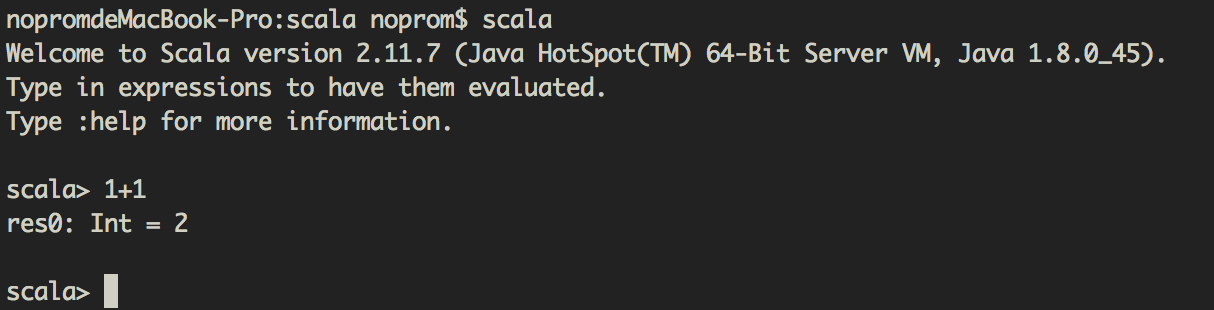 nopromdeMacBook-Pro:scala noprom$ scala
Welcome to Scala version 2.11.7 (Java HotSpot(TM) 64-Bit Server VM, Java 1.8.0_45).
Type in expressions to have them evaluated.
Type :help for more information.
scala> 1+1
res0: Int = 2
scala>